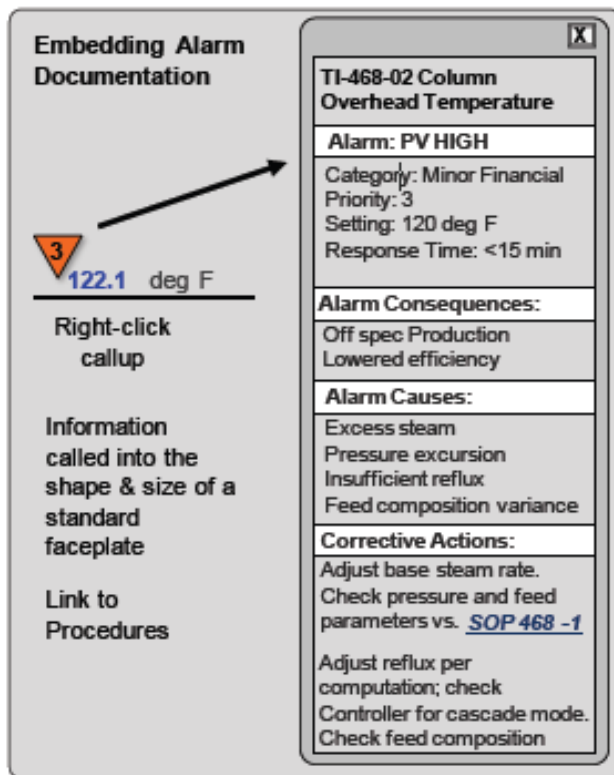 Embedding Alarm
Documentation
3
122.1 deg F
Right-click
callup
Information
called into the
shape & size of a
standard
faceplate
Link to
Procedures
X
TI-468-02 Column
Overhead Temperature
Alarm: PV HIGH
Category: Minor Financial
Priority: 3
Setting: 120 deg F
Response Time: <15 min
Alarm Consequences:
Off spec Production
Lowered efficiency
Alarm Causes:
Excess steam
Pressure excursion
Insufficient reflux
Feed composition variance
Corrective Actions:
Adjust base steam rate.
Check pressure and feed
parameters vs. SOP 468 -1
Adjust reflux per
computation; check
Controller for cascade mode.
Check feed composition